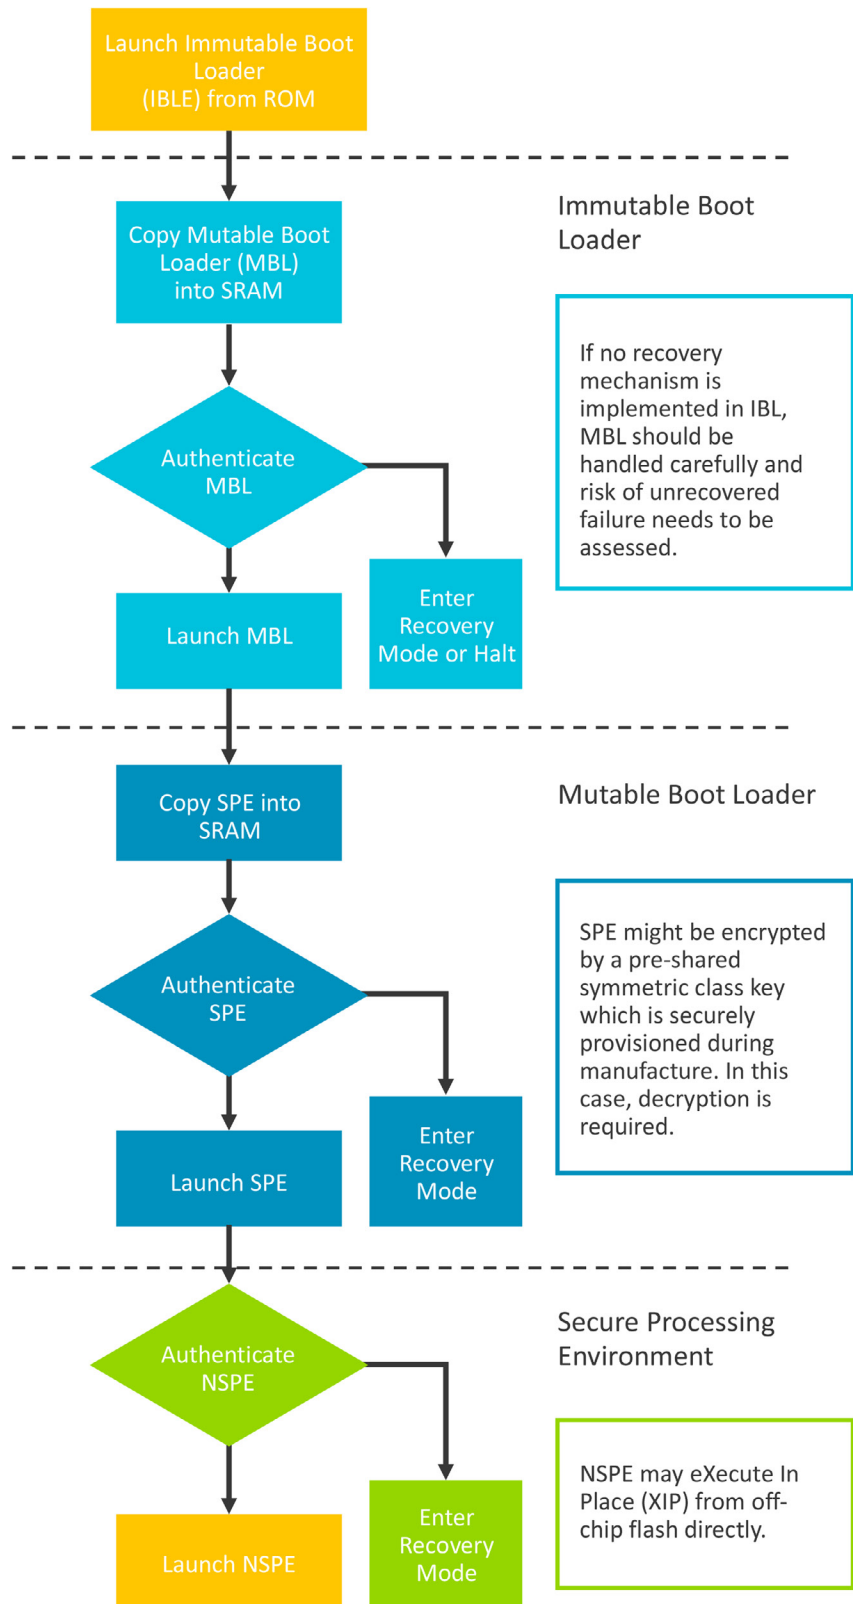 Launch Immutable Boot
Loader
(IBLE) from ROM
Immutable Boot
Loader
Copy Mutable Boot
Loader (MBL)
into SRAM
If no recovery
mechanism is
implemented in IBL,
MBL should be
handled carefully and
risk of unrecovered
failure needs to be
assessed.
Authenticate
MBL
Enter
Recovery
Mode or Halt
Launch MBL
Mutable Boot Loader
Copy SPE into
SRAM
SPE might be encrypted
by a pre-shared
symmetric class key
which is securely
provisioned during
manufacture. In this
case, decryption is
required.
Authenticate
SPE
Enter
Recovery
Mode
Launch SPE
Secure Processing
Environment
Authenticate
NSPE
NSPE may eXecute In
Place (XIP) from off-
chip flash directly.
Enter
Recovery
Mode
Launch NSPE